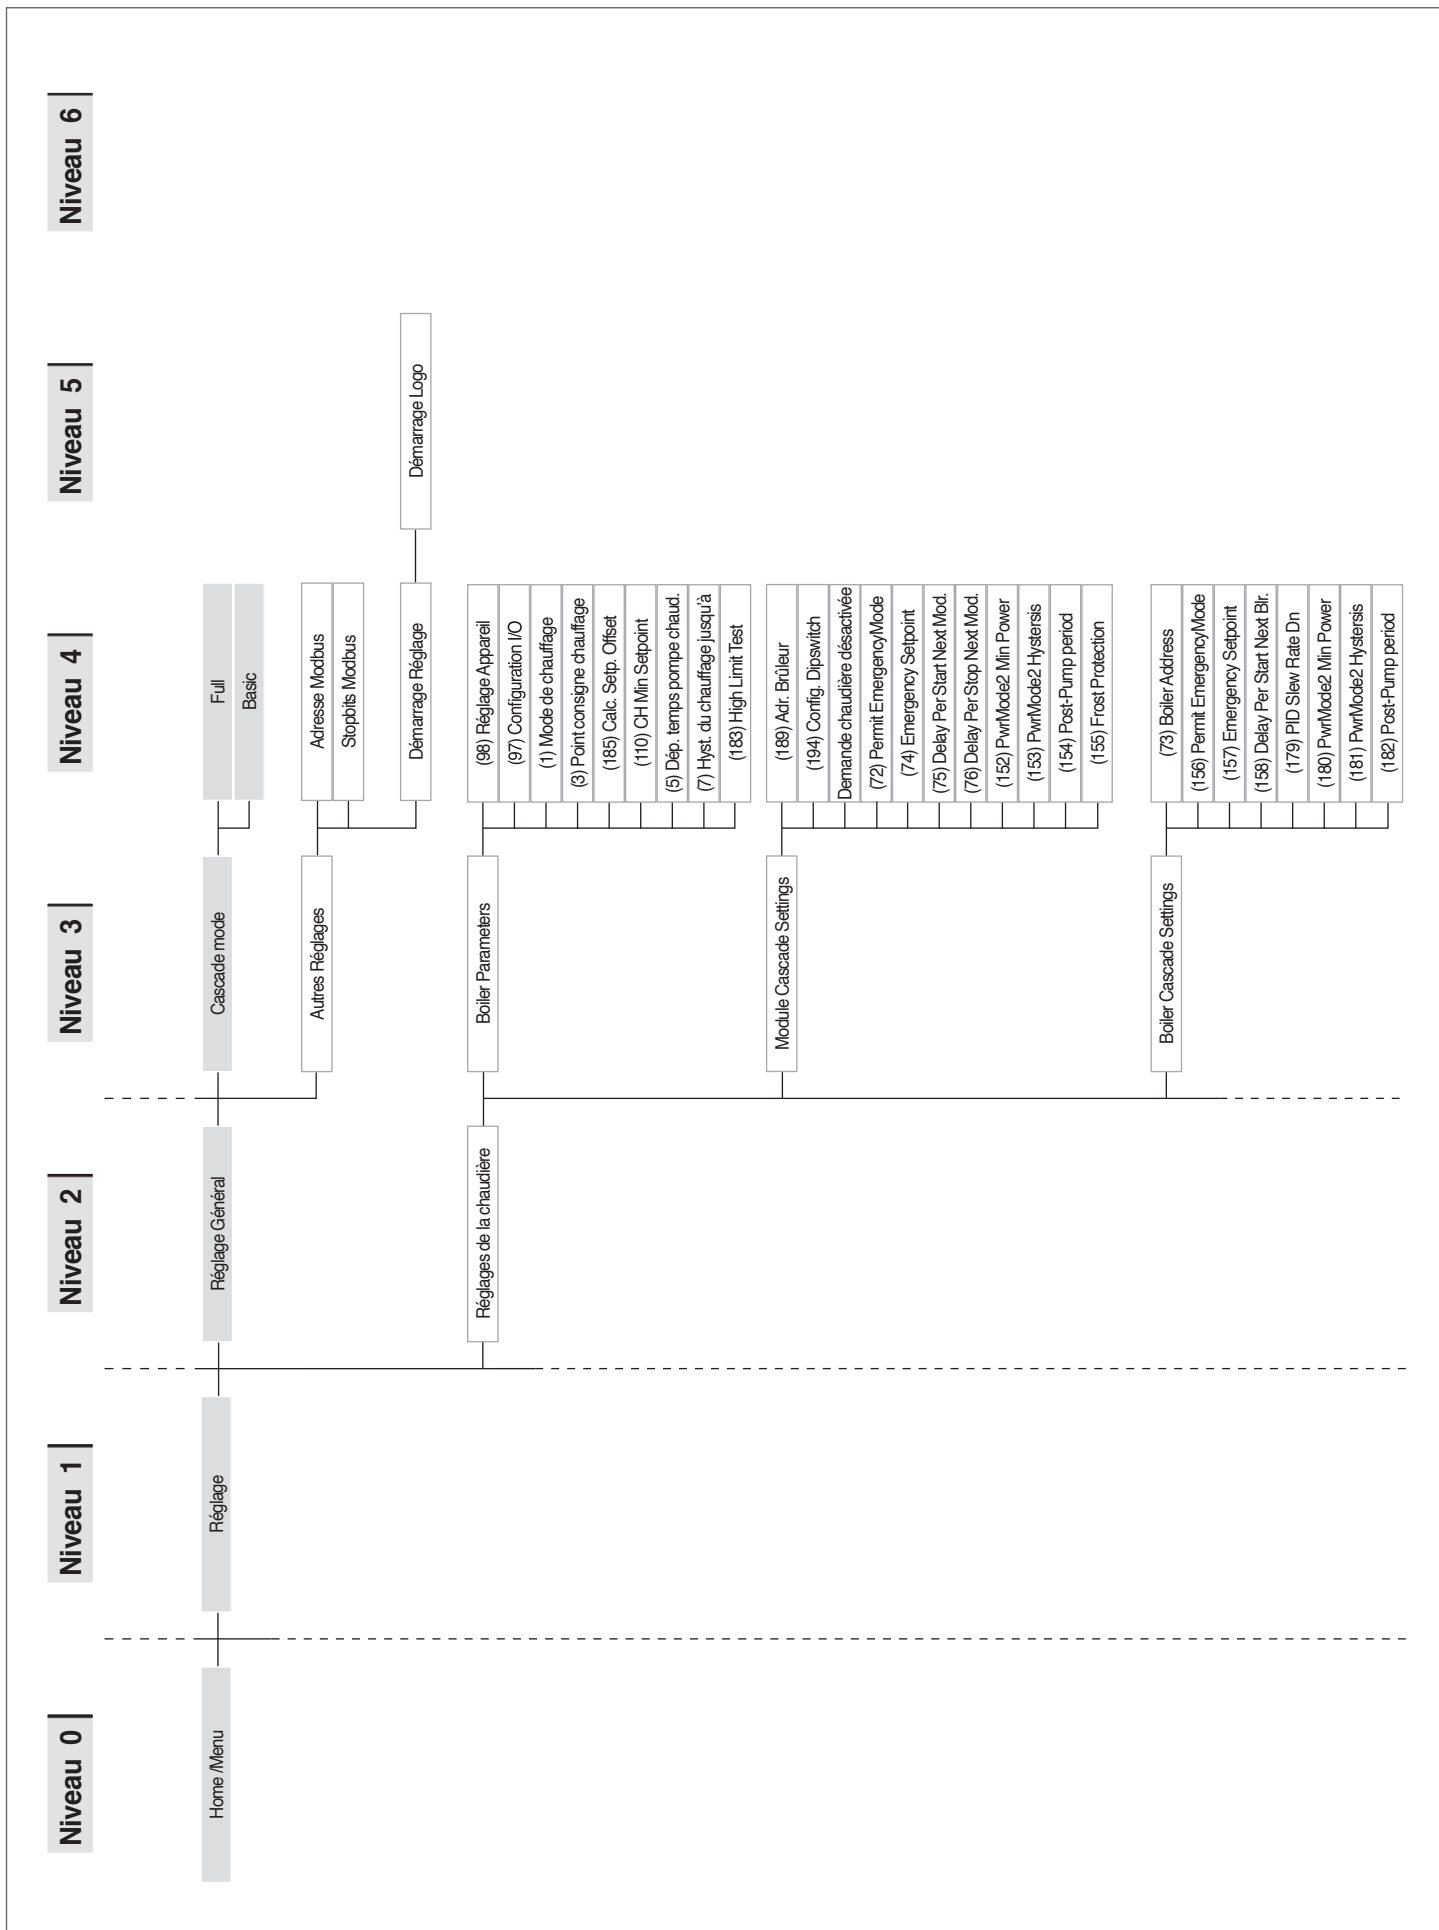 Niveau 0
Niveau 1
Niveau 2
Niveau 3
Niveau 4
Niveau 5
Niveau 6
Home /Menu
Réglage
Réglage Général
Cascade mode
Full
Basic
Autres Réglages
Adresse Modbus
Stopbits Modbus
Démarrage Réglage
Démarrage Logo
Réglages de la chaudière
Boiler Parameters
(98) Réglage Appareil
(97) Configuration I/O
(1) Mode de chauffage
(3) Point consigne chauffage
(185) Calc. Setp. Offset
(110) CH Min Setpoint
(5) Dép. temps pompe chaud.
(7) Hyst. du chauffage jusqu'à
(183) High Limit Test
Module Cascade Settings
(189) Adr. Brûleur
(194) Config. Dipswitch
Demande chaudière désactivée
(72) Permit EmergencyMode
(74) Emergency Setpoint
(75) Delay Per Start Next Mod.
(76) Delay Per Stop Next Mod.
(152) PwrMode2 Min Power
(153) PwrMode2 Hystersis
(154) Post-Pump period
(155) Frost Protection
Boiler Cascade Settings
(73) Boiler Address
(156) Permit EmergencyMode
(157) Emergency Setpoint
(158) Delay Per Start Next Blr.
(179) PID Slew Rate Dn
(180) PwrMode2 Min Power
(181) PwrMode2 Hystersis
(182) Post-Pump period